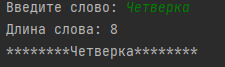 Введите слово: Четверка
Длина слова: 8
********Четверка********